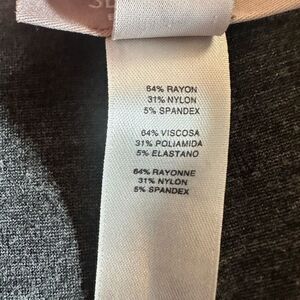 64% RAYON
31% NYLON
5% SPANDEX
64% VISCOSA
31% POLIAMIDA
5% ELASTANO
64% RAYONNE
31% NYLON
5% SPANDEX